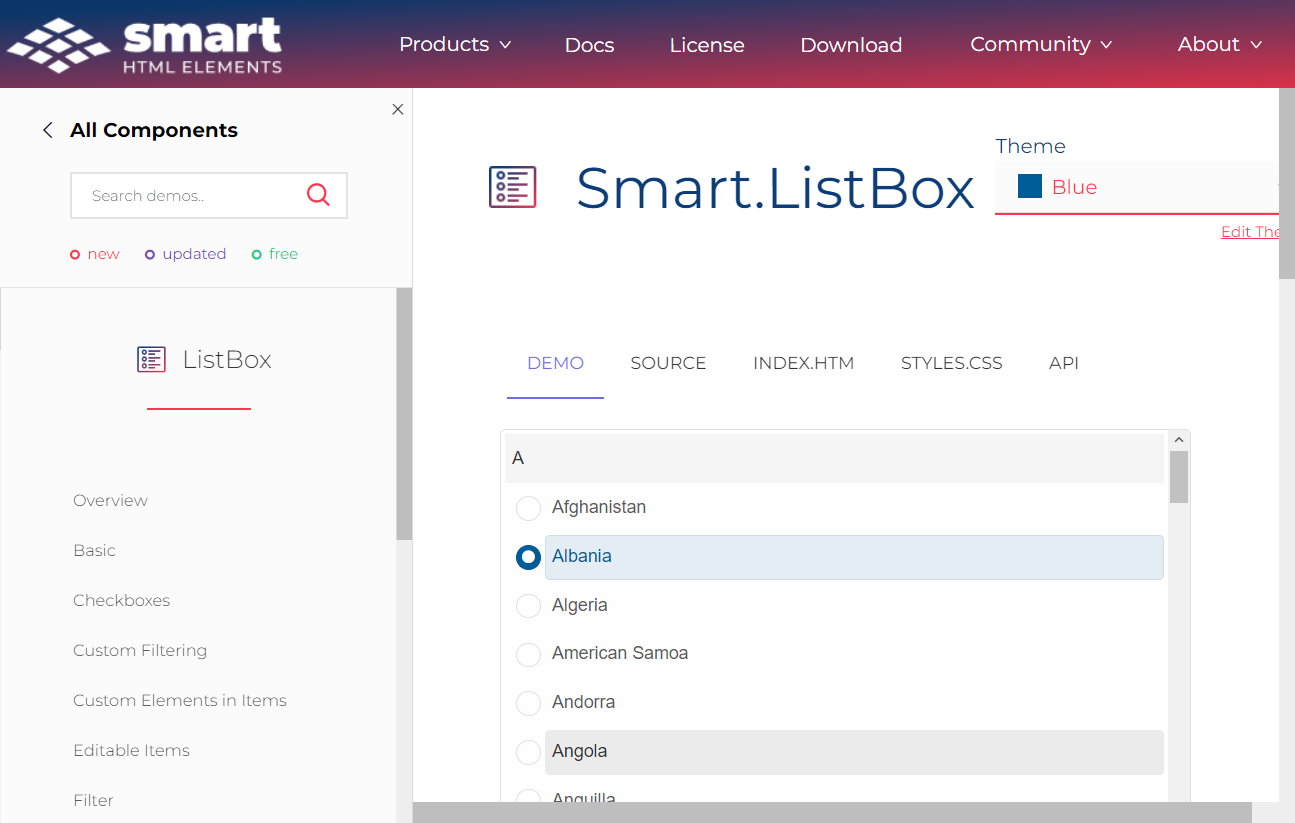 smart
HTML ELEMENTS
Products
Docs
License
Download
Community
About
All Components
Search demos..
new
updated
free
ListBox
Overview
Basic
Checkboxes
Custom Filtering
Custom Elements in Items
Editable Items
Filter
Smart.ListBox
Theme
Blue
Edit The
DEMO
SOURCE
INDEX.HTM
STYLES.CSS
API
A
Afghanistan
Albania
Algeria
American Samoa
Andorra
Angola
Anguilla